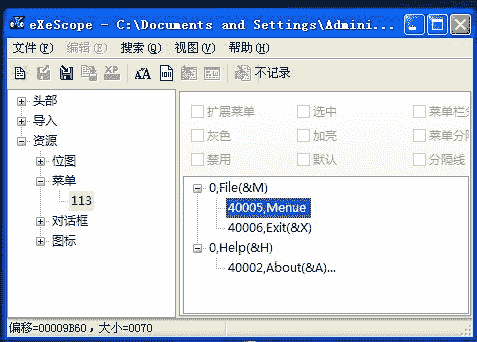 eXeScope - C:\Documents and Settings\Admini...
文件(F) 编辑(E) 搜索(Q) 视图(V) 帮助(H)
不记录
头部
导入
资源
位图
菜单
113
对话框
图标
扩展菜单 选中 菜单栏
灰色 加亮 菜单分隔
禁用 默认 分隔线
0,File(&M)
40005,Menue
40006,Exit(&X)
0,Help(&H)
40002,About(&A)...
偏移=00009B60，大小=0070